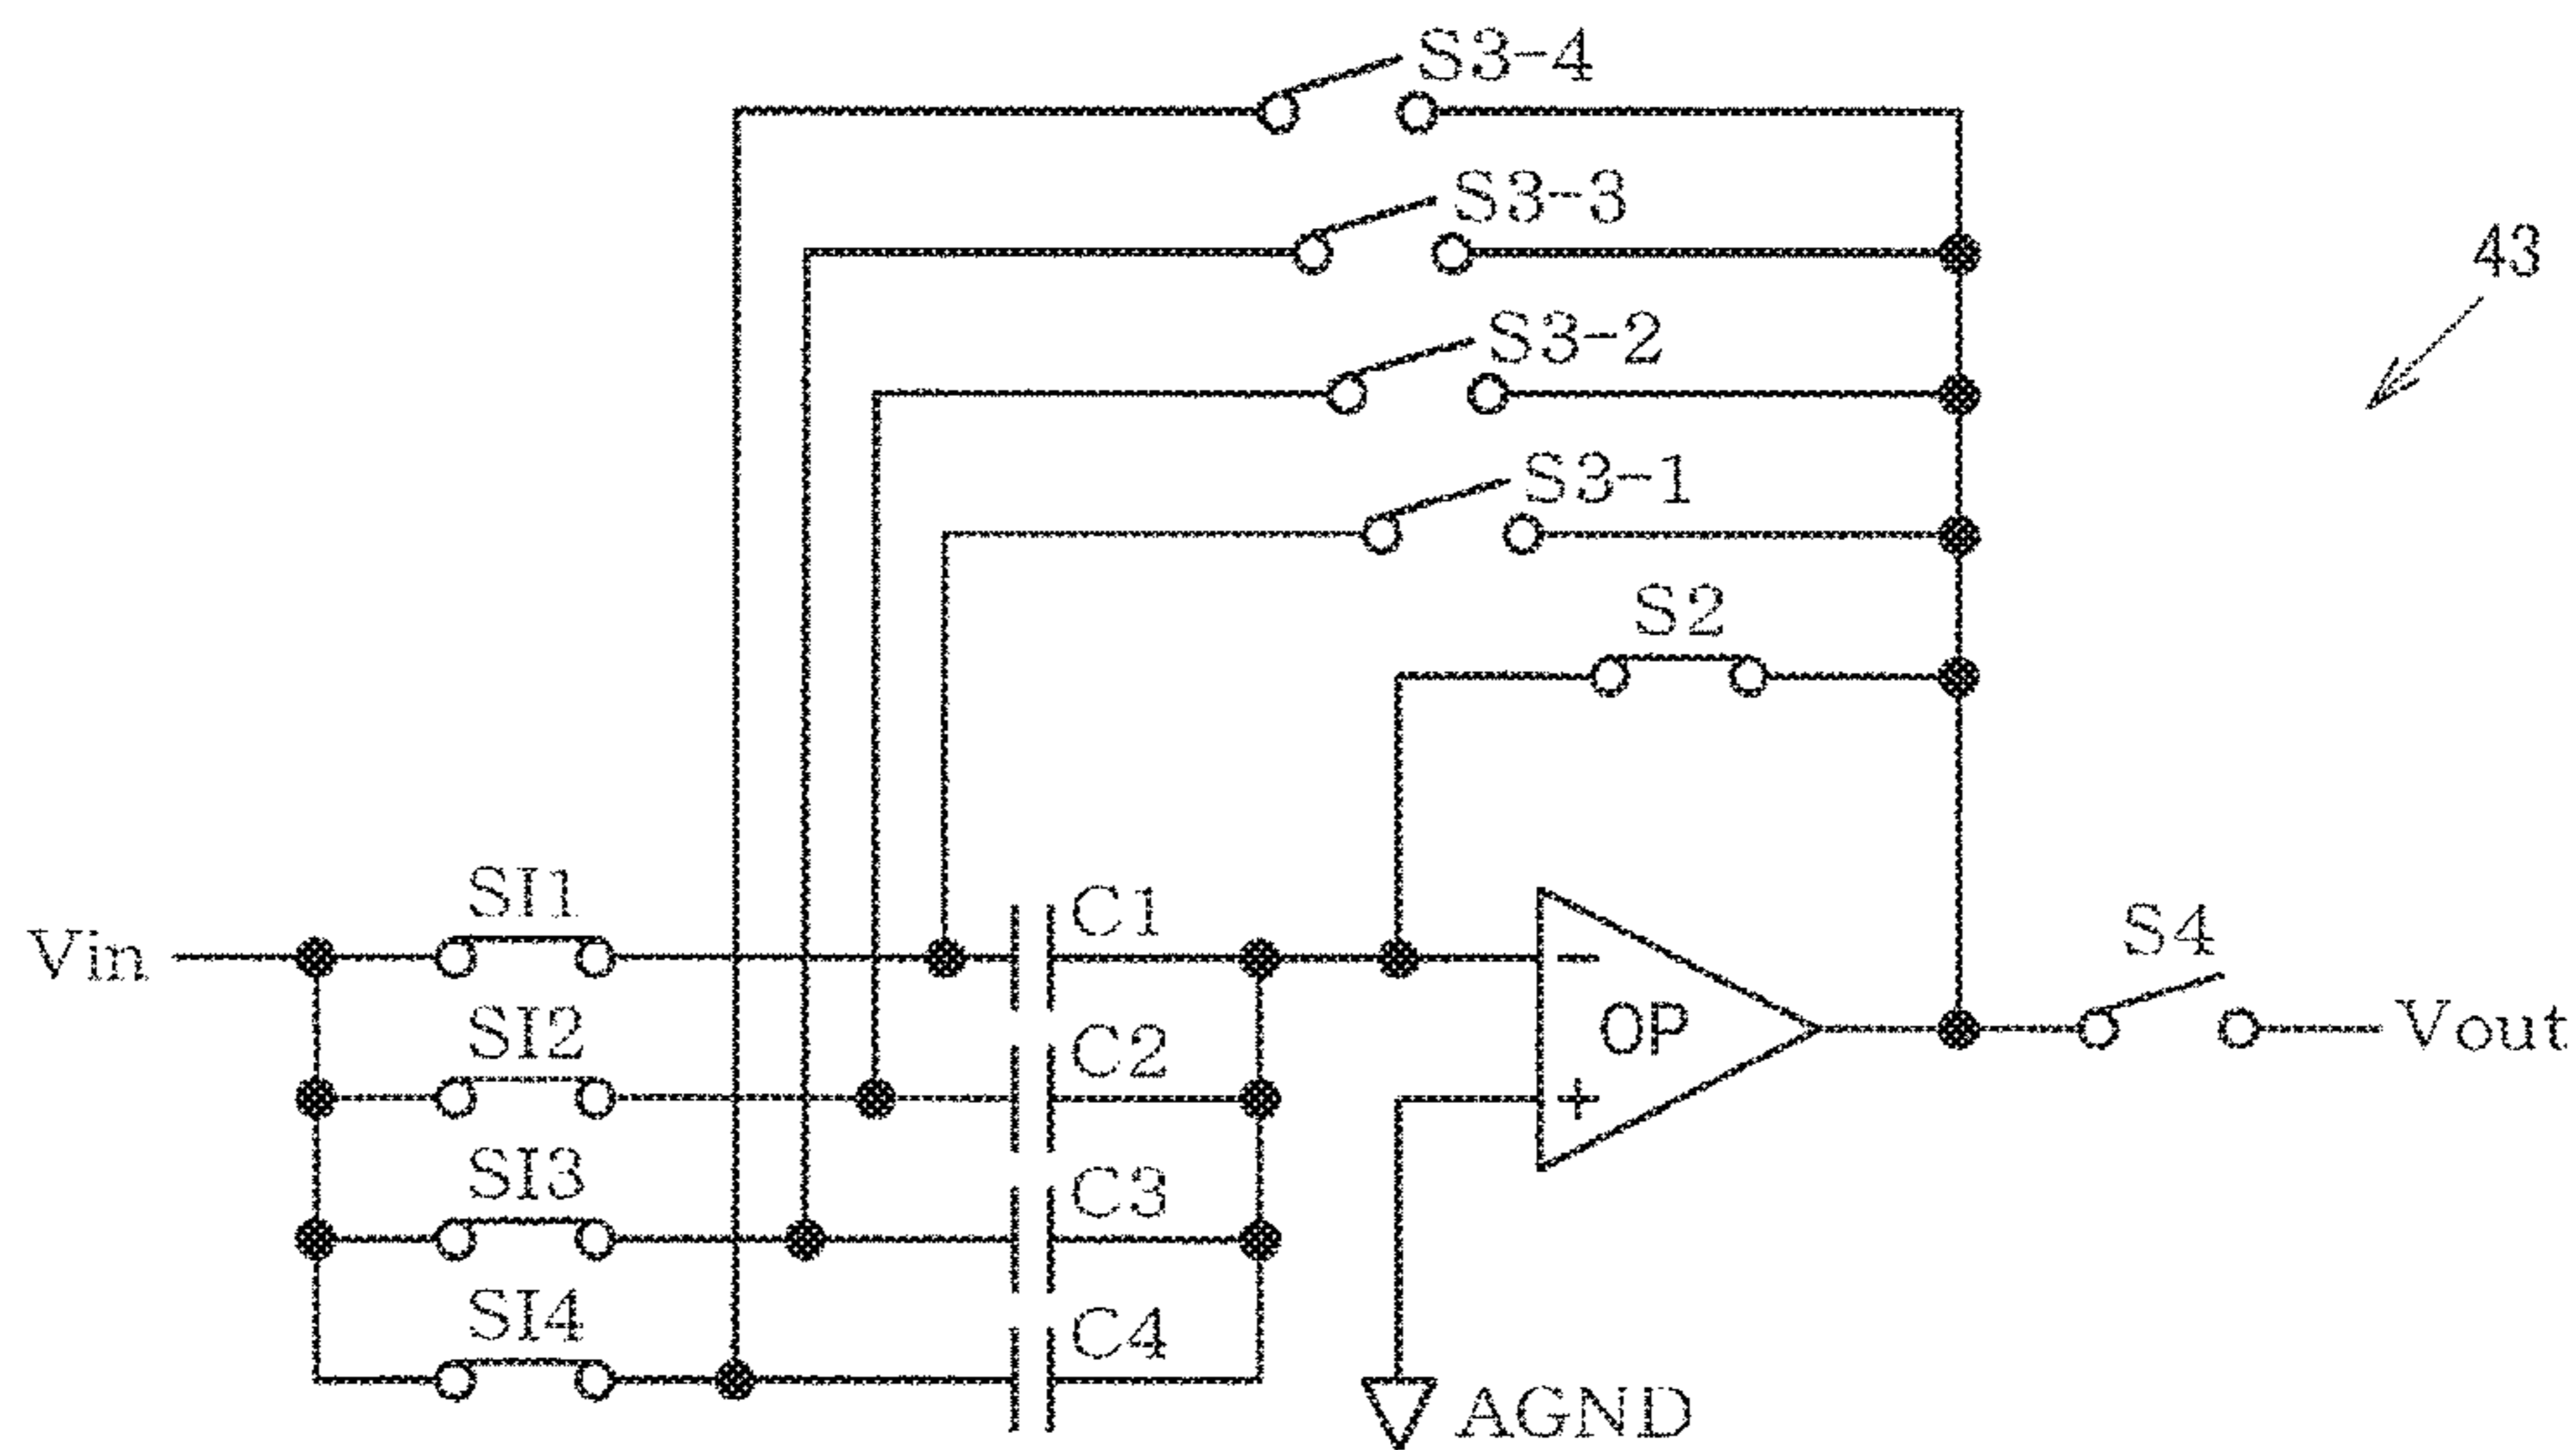 S3-4
S3-3
43
S3-2
S3-1
S2
SI1
C1
Vin
S4
SI2
C2
−
OP
Vout
+
SI3
C3
SI4
C4
AGND